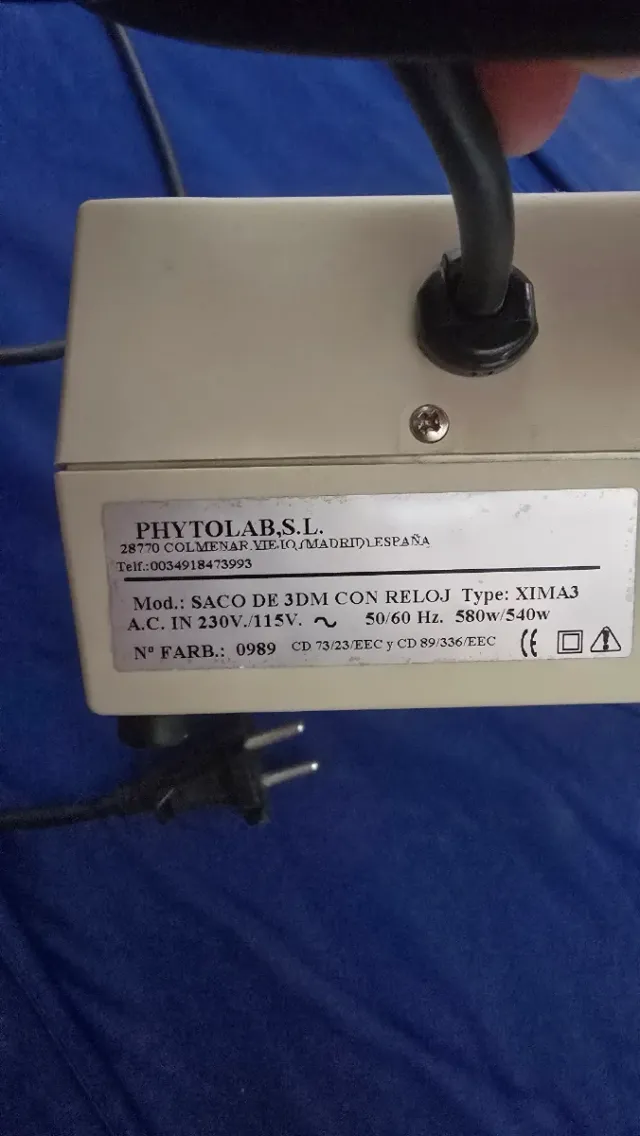 PHYTOLAB,S.L.
28770 COLMENAR VIEJO,(MADRID),ESPAÑA
Telf.:0034918473993
Mod.: SACO DE 3DM CON RELOJ Type: XIMA3
A.C. IN 230V./115V. ~ 50/60 Hz. 580w/540w
Nº FARB.: 0989 CD 73/23/EEC y CD 89/336/EEC CE